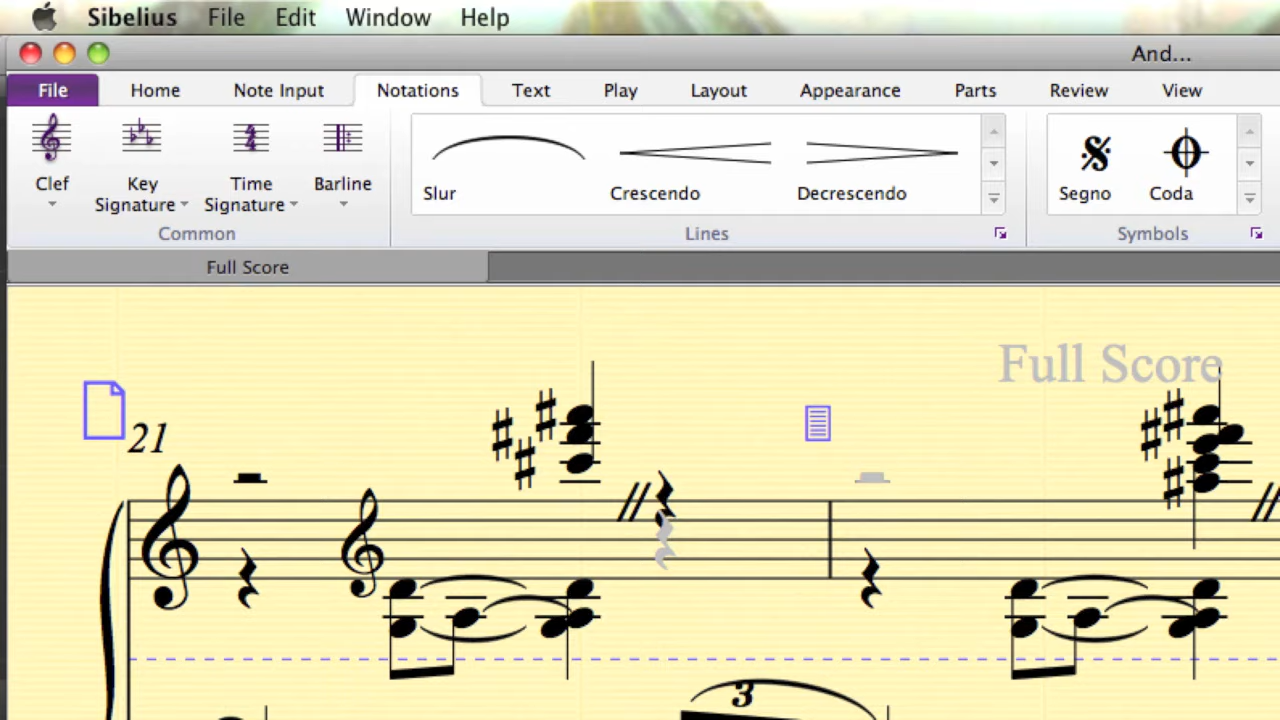 Sibelius File Edit Window Help
And...
File Home Note Input Notations Text Play Layout Appearance Parts Review View
Clef Key Signature Time Signature Barline
Slur Crescendo Decrescendo
Segno Coda
Common Lines Symbols
Full Score
Full Score
21
3